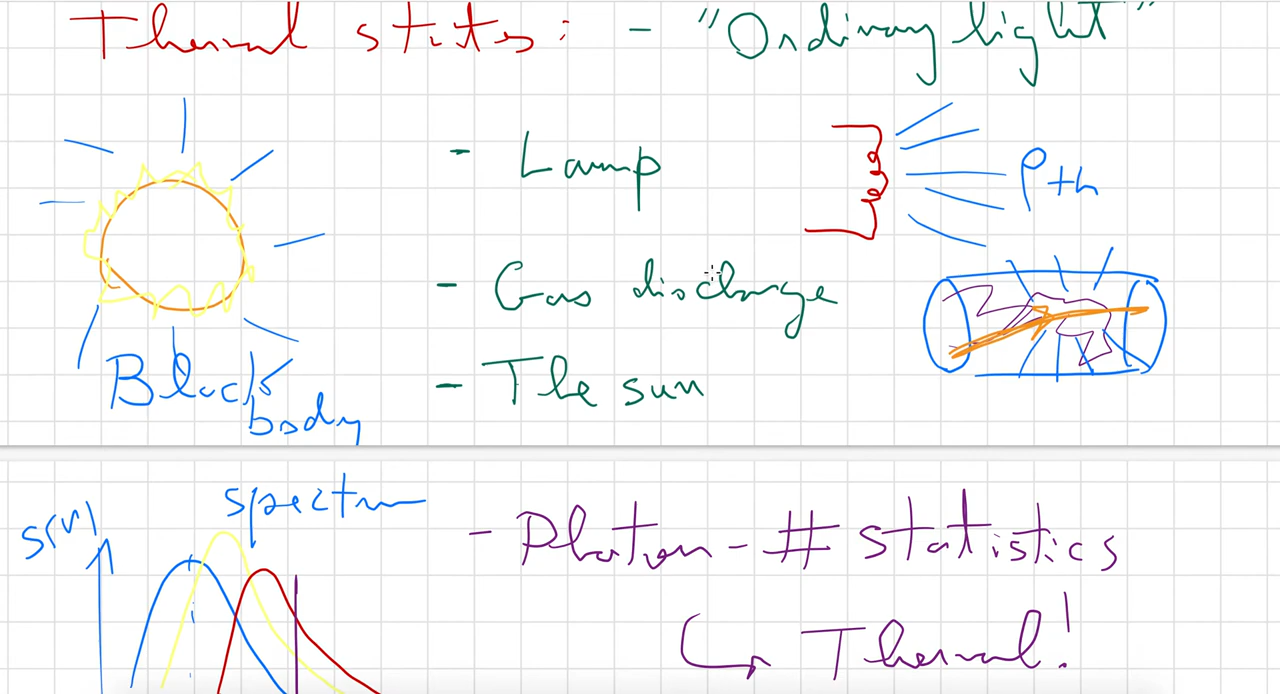 Thermal states: - "Ordinary light"
- Lamp
ρth
- Gas discharge
- The sun
Black
body
spectrum
S(ν)
- Photon - # statistics
↳ Thermal!